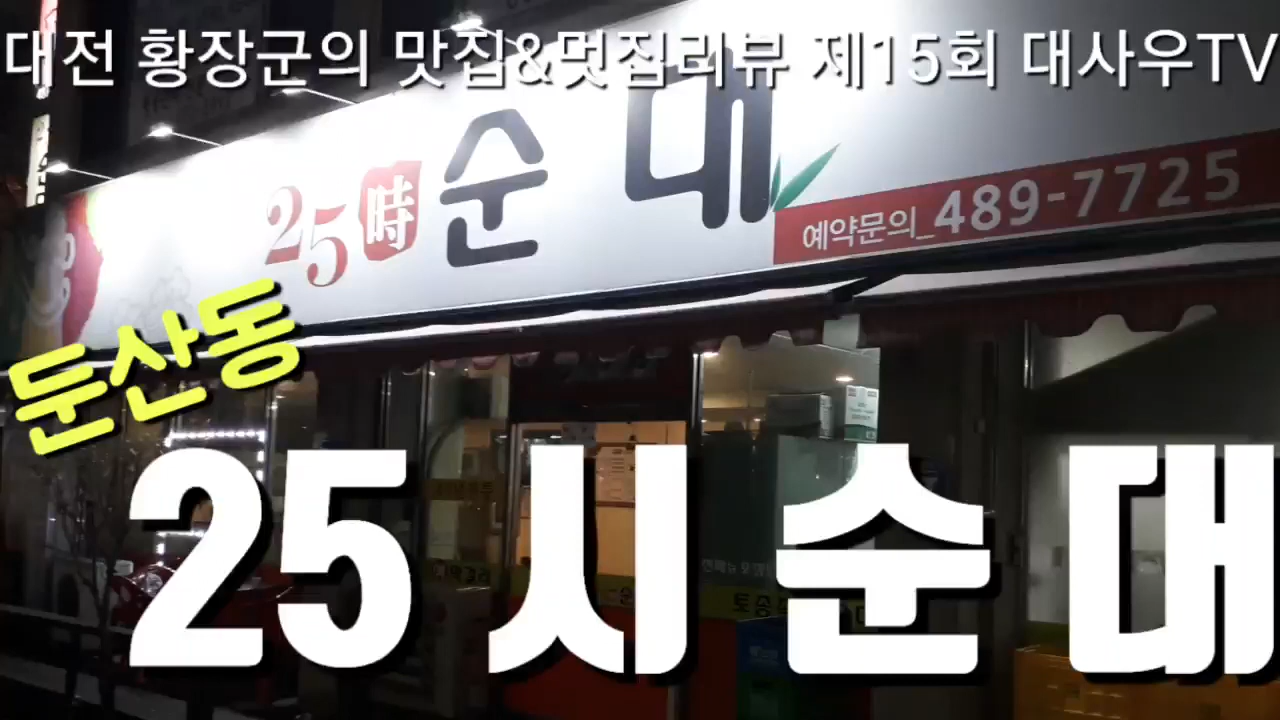 대전 황장군의 맛집&멋집리뷰 제15회 대사우TV
25時 순대
예약문의_489-7725
둔산동
25시순대